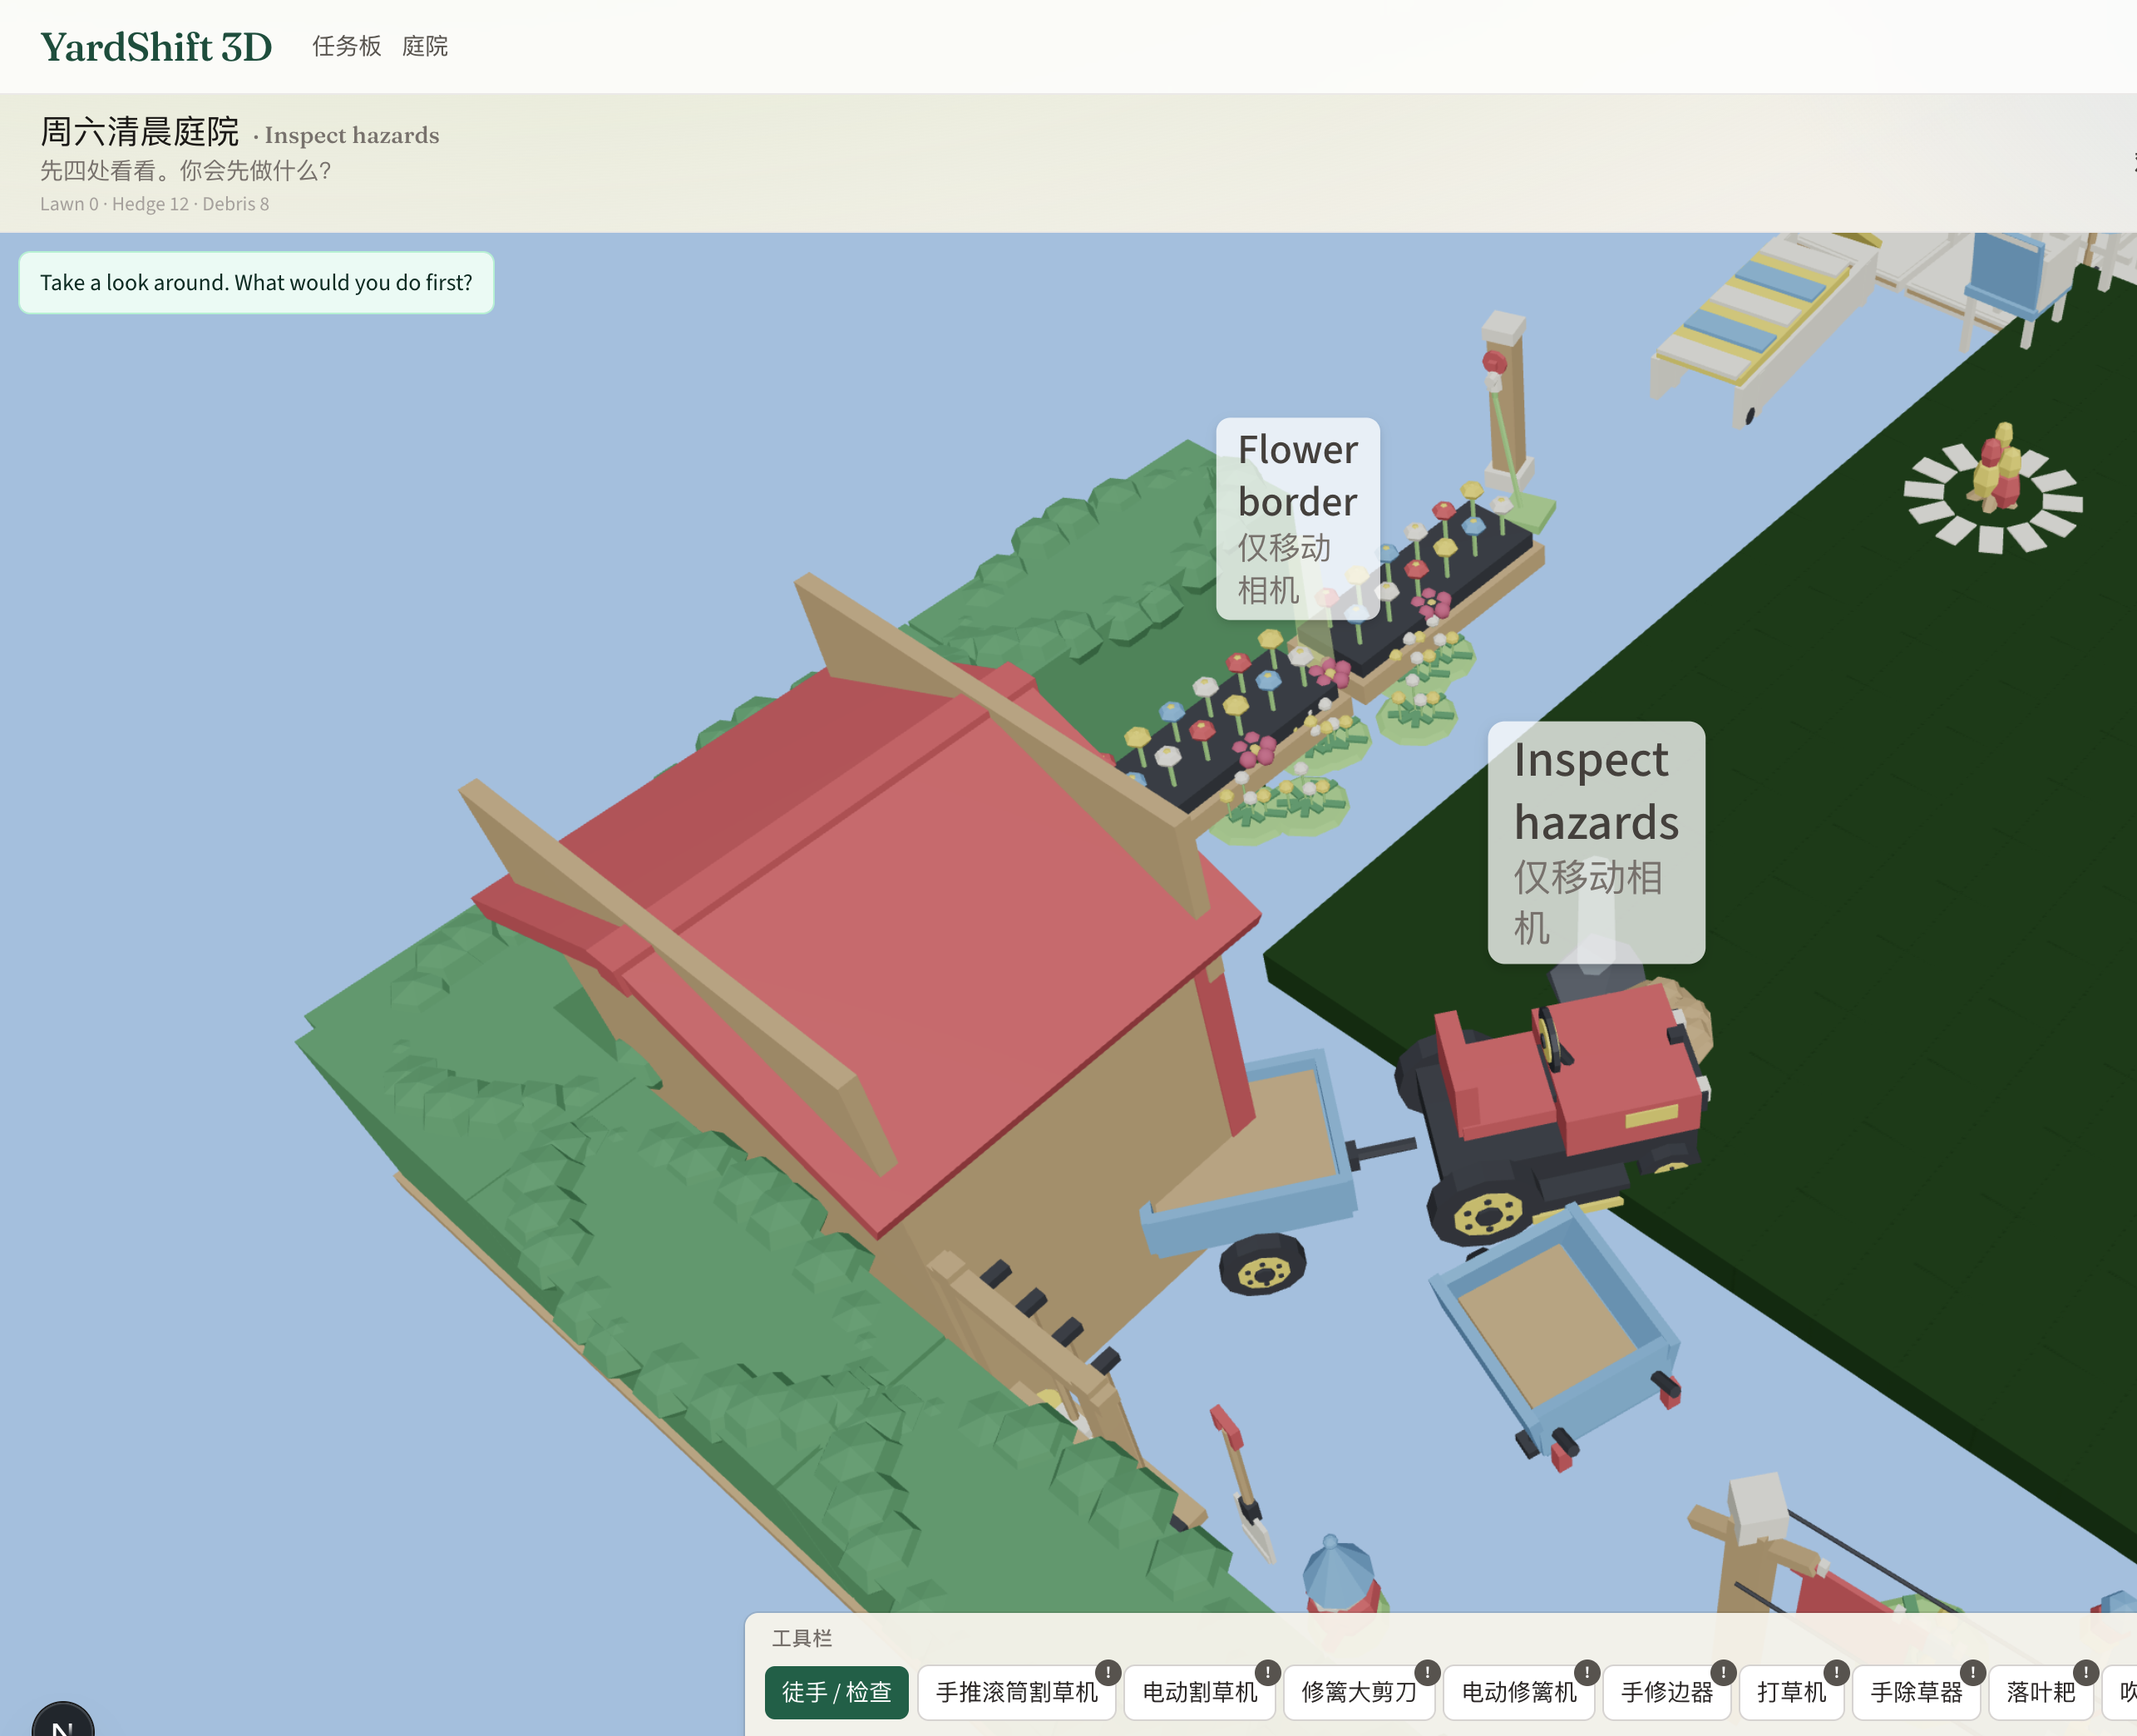 YardShift 3D 任务板 庭院
周六清晨庭院 · Inspect hazards
先四处看看。你会先做什么?
Lawn 0 · Hedge 12 · Debris 8
Take a look around. What would you do first?
Flower
border
仅移动
相机
Inspect
hazards
仅移动相
机
工具栏
徒手 / 检查 手推滚筒割草机 ! 电动割草机 ! 修篱大剪刀 ! 电动修篱机 ! 手修边器 ! 打草机 ! 手除草器 ! 落叶耙 !
N